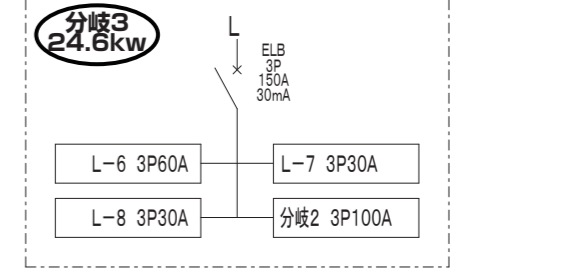 分岐3
24.6kw
L
ELB
3P
150A
30mA
L-6 3P60A
L-7 3P30A
L-8 3P30A
分岐2 3P100A